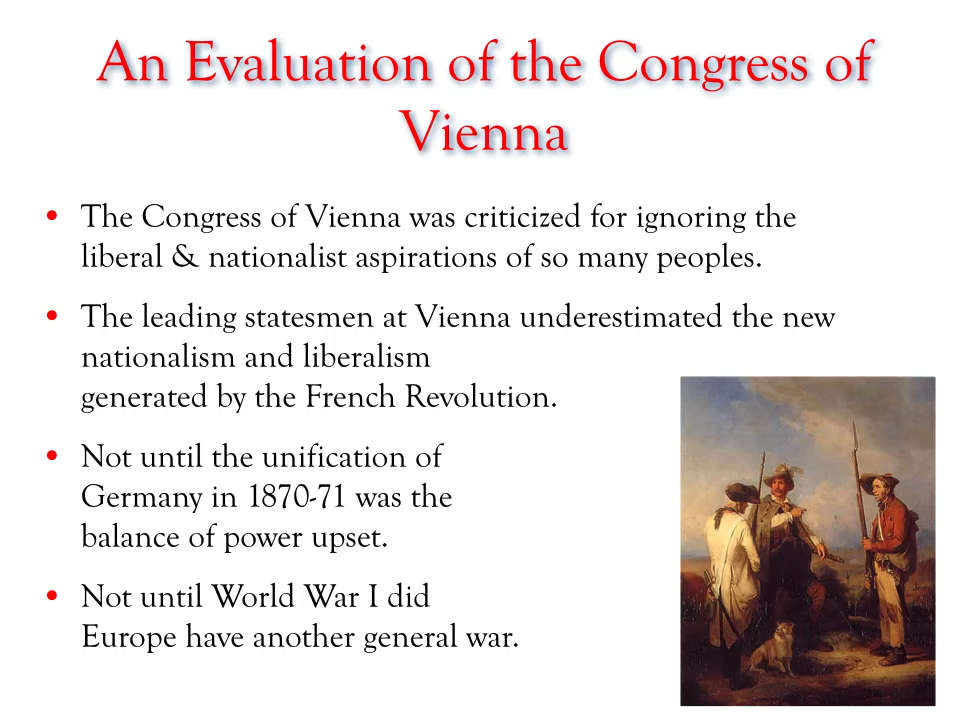 An Evaluation of the Congress of
Vienna
• The Congress of Vienna was criticized for ignoring the
liberal & nationalist aspirations of so many peoples.
• The leading statesmen at Vienna underestimated the new
nationalism and liberalism
generated by the French Revolution.
• Not until the unification of
Germany in 1870-71 was the
balance of power upset.
• Not until World War I did
Europe have another general war.